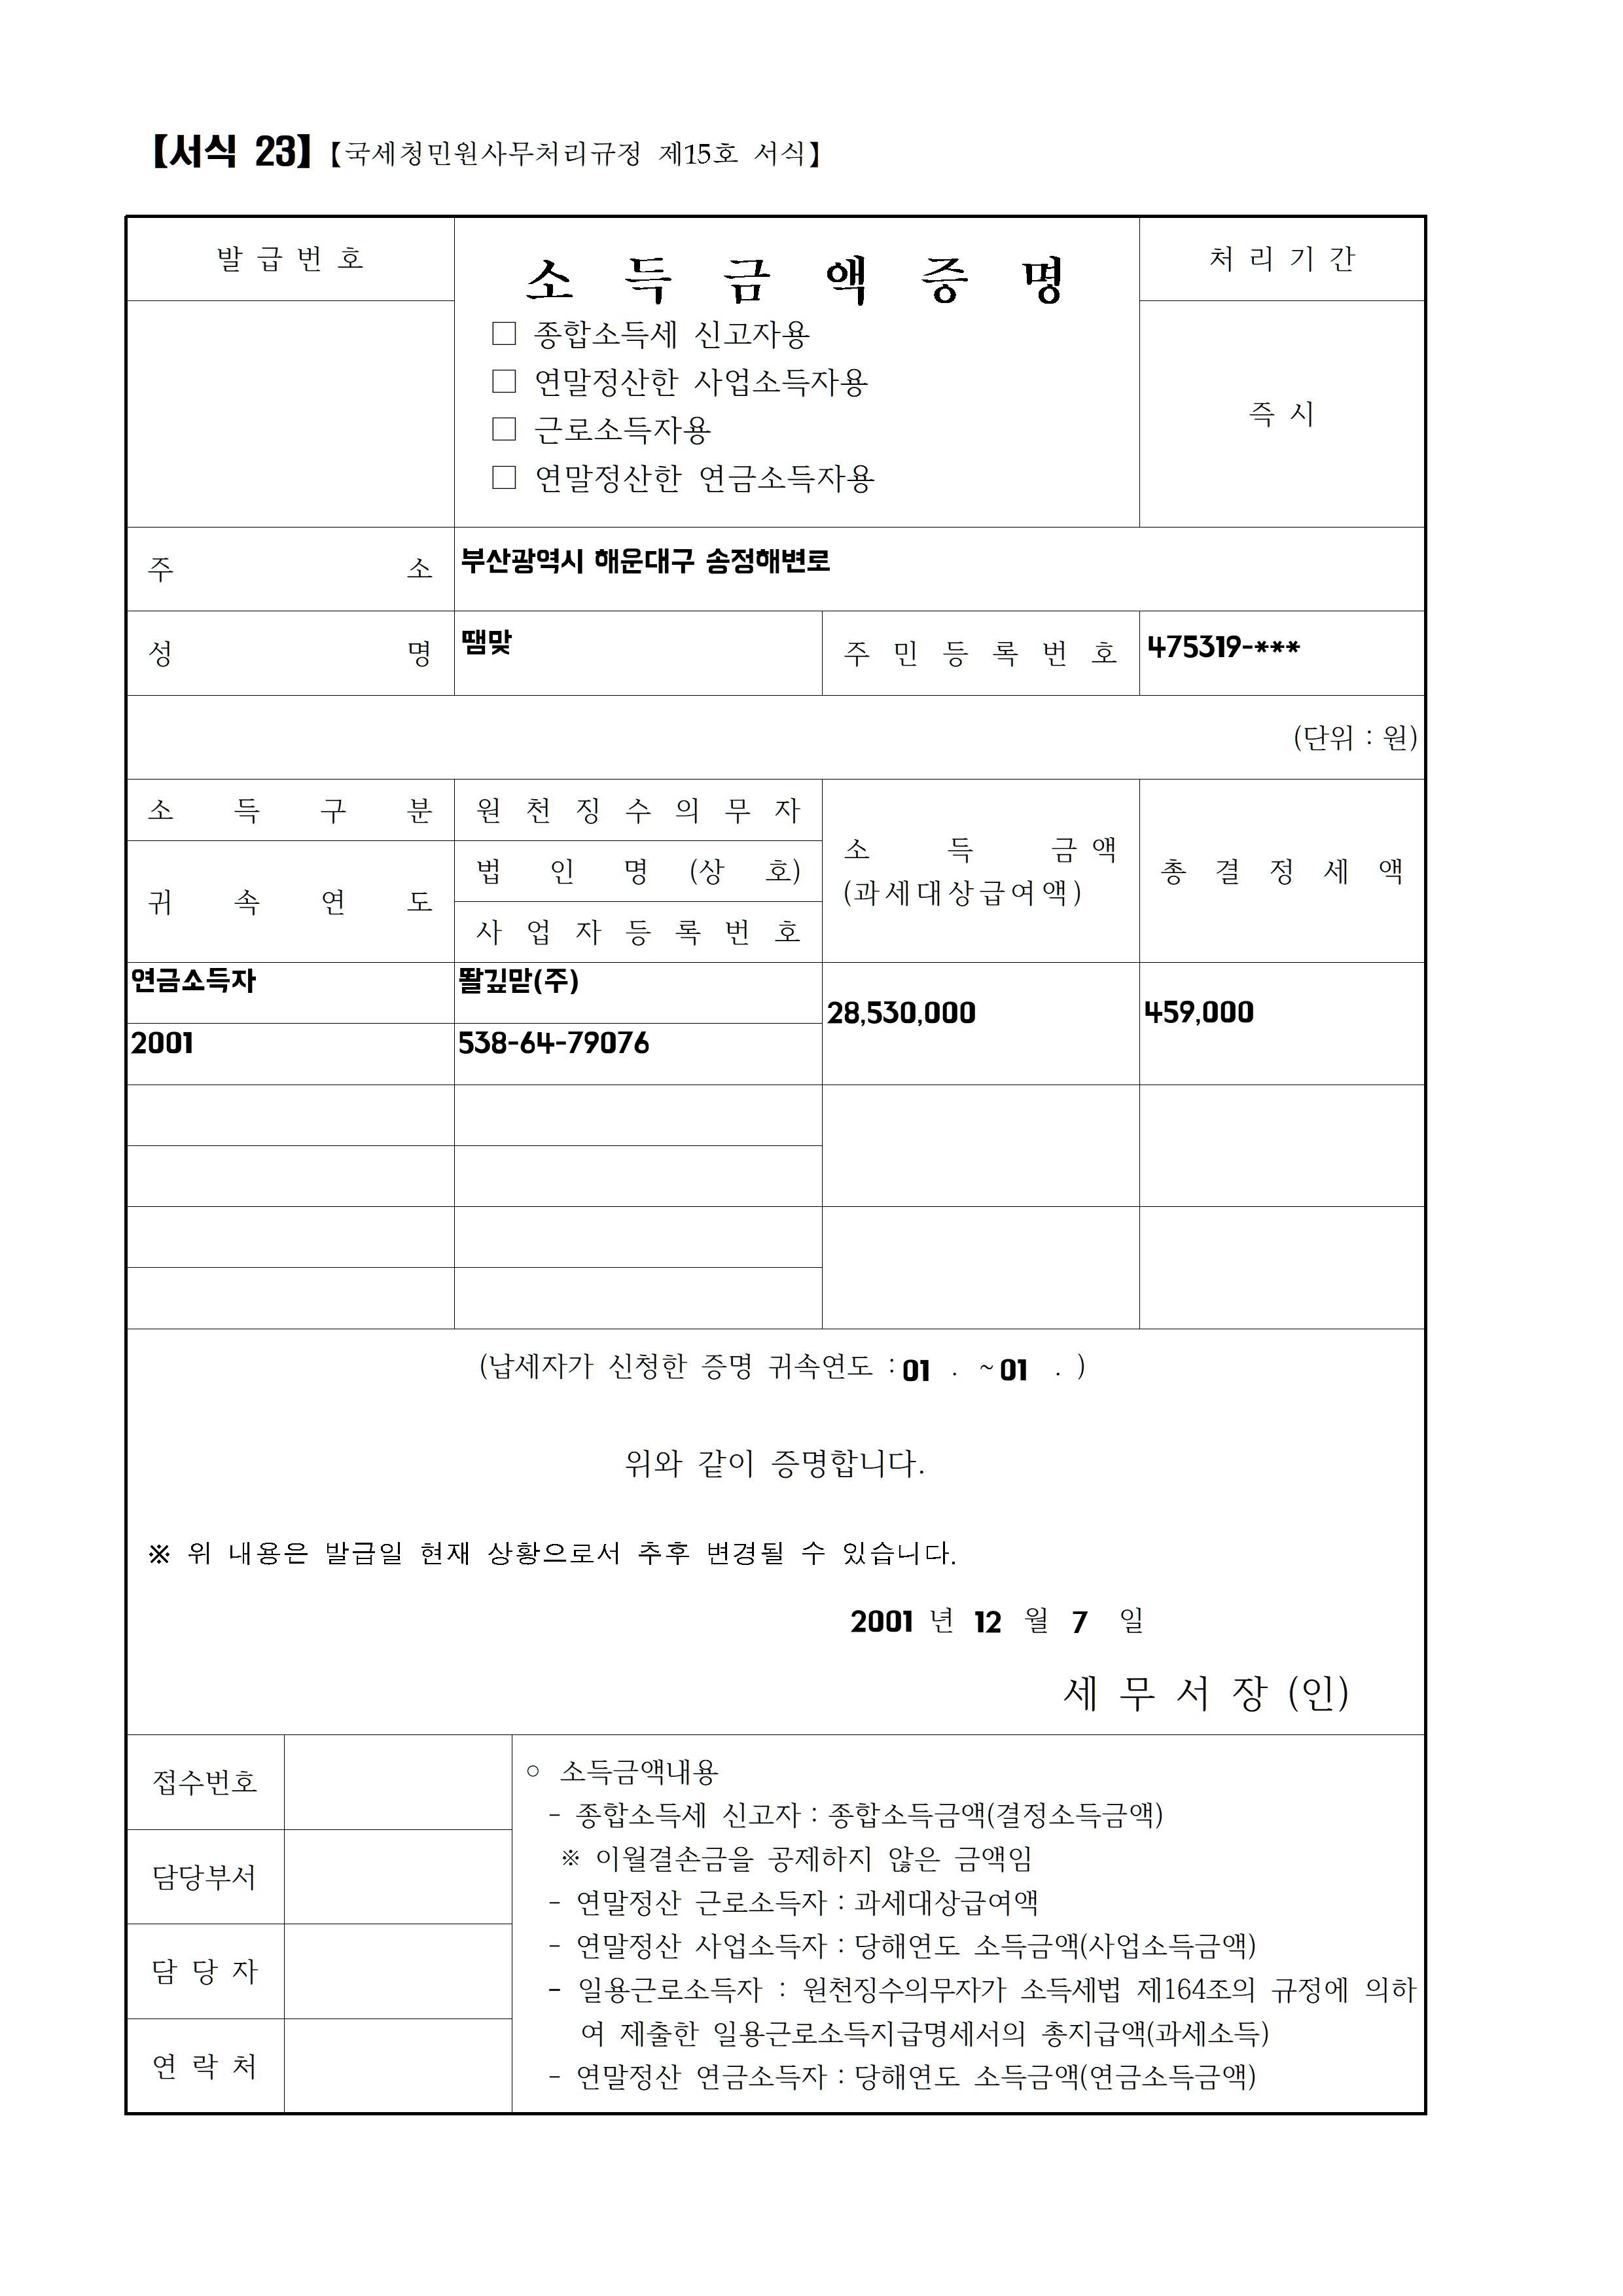 【서식 23】【국세청민원사무처리규정 제15호 서식】
발 급 번 호
소 득 금 액 증 명
처 리 기 간
□ 종합소득세 신고자용
□ 연말정산한 사업소득자용
□ 근로소득자용
□ 연말정산한 연금소득자용
즉 시
주 소
부산광역시 해운대구 송정해변로
성 명
땜맞
주 민 등 록 번 호
475319-***
(단위 : 원)
소 득 구 분
원 천 징 수 의 무 자
소 득 금 액
(과세대상급여액)
총 결 정 세 액
귀 속 연 도
법 인 명 (상 호)
사 업 자 등 록 번 호
연금소득자
똴깊맏(주)
28,530,000
459,000
2001
538-64-79076
(납세자가 신청한 증명 귀속연도 : 01 . ~ 01 . )
위와 같이 증명합니다.
※ 위 내용은 발급일 현재 상황으로서 추후 변경될 수 있습니다.
2001 년 12 월 7 일
세 무 서 장 (인)
접수번호
담당부서
담 당 자
연 락 처
○ 소득금액내용
- 종합소득세 신고자 : 종합소득금액(결정소득금액)
※ 이월결손금을 공제하지 않은 금액임
- 연말정산 근로소득자 : 과세대상급여액
- 연말정산 사업소득자 : 당해연도 소득금액(사업소득금액)
- 일용근로소득자 : 원천징수의무자가 소득세법 제164조의 규정에 의하
여 제출한 일용근로소득지급명세서의 총지급액(과세소득)
- 연말정산 연금소득자 : 당해연도 소득금액(연금소득금액)